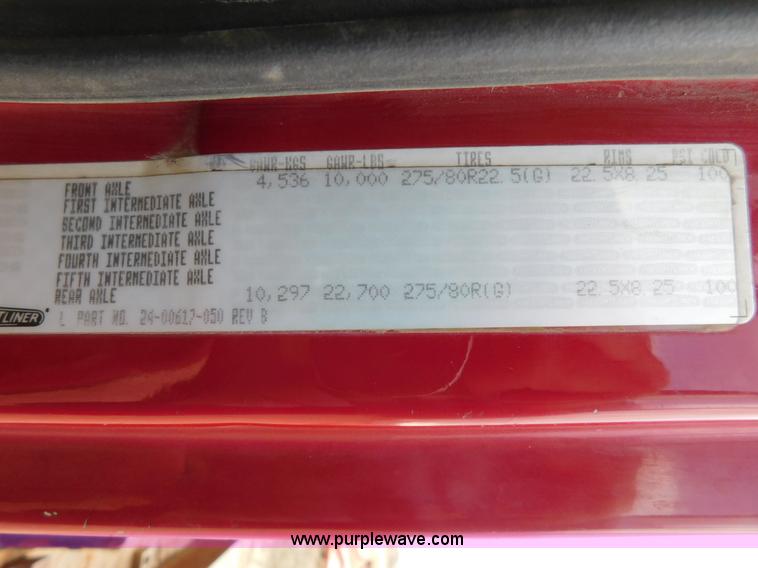 GAWR-KGS GAWR-LBS TIRES RIMS PSI COLD
FRONT AXLE 4,536 10,000 275/80R22.5(G) 22.5X8.25 100
FIRST INTERMEDIATE AXLE
SECOND INTERMEDIATE AXLE
THIRD INTERMEDIATE AXLE
FOURTH INTERMEDIATE AXLE
FIFTH INTERMEDIATE AXLE
REAR AXLE 10,297 22,700 275/80R(G) 22.5X8.25 100
TLINER L PART NO. 24-00617-050 REV B
www.purplewave.com